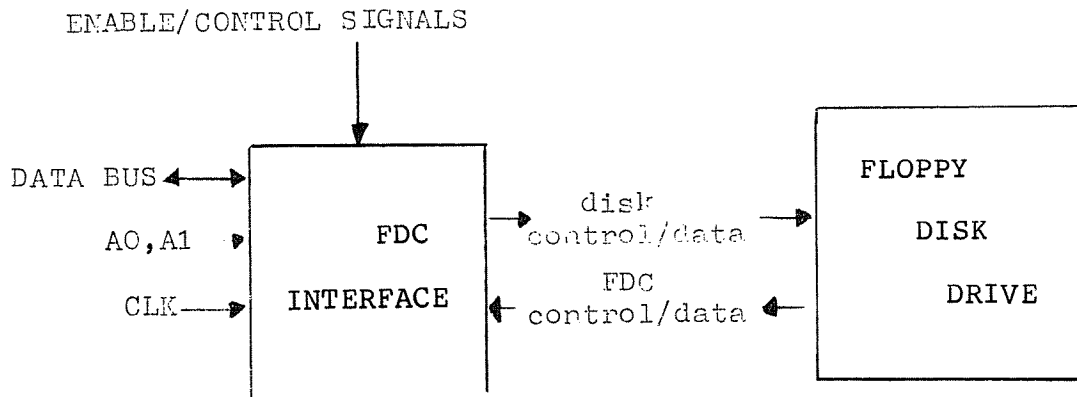 ENABLE/CONTROL SIGNALS
DATA BUS
A0,A1
CLK
FDC
INTERFACE
disk
control/data
FDC
control/data
FLOPPY
DISK
DRIVE